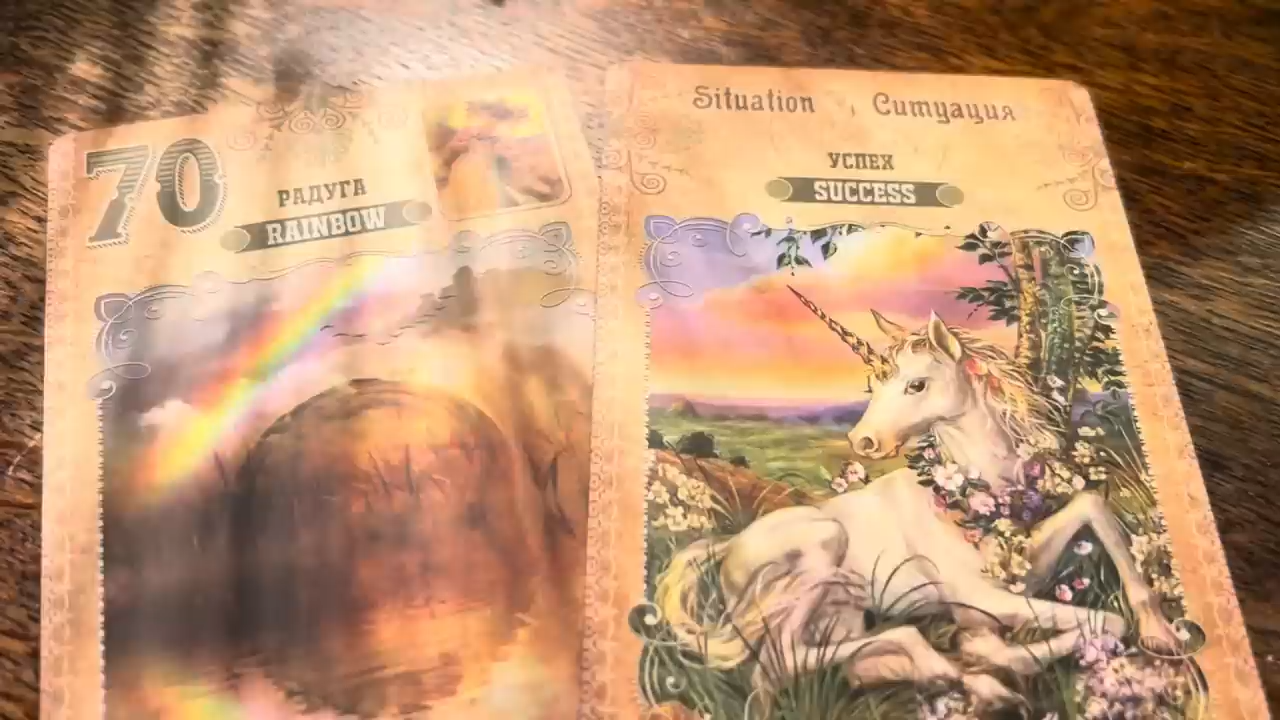 70
РАДУГА
RAINBOW
Situation , Ситуация
УСПЕХ
SUCCESS